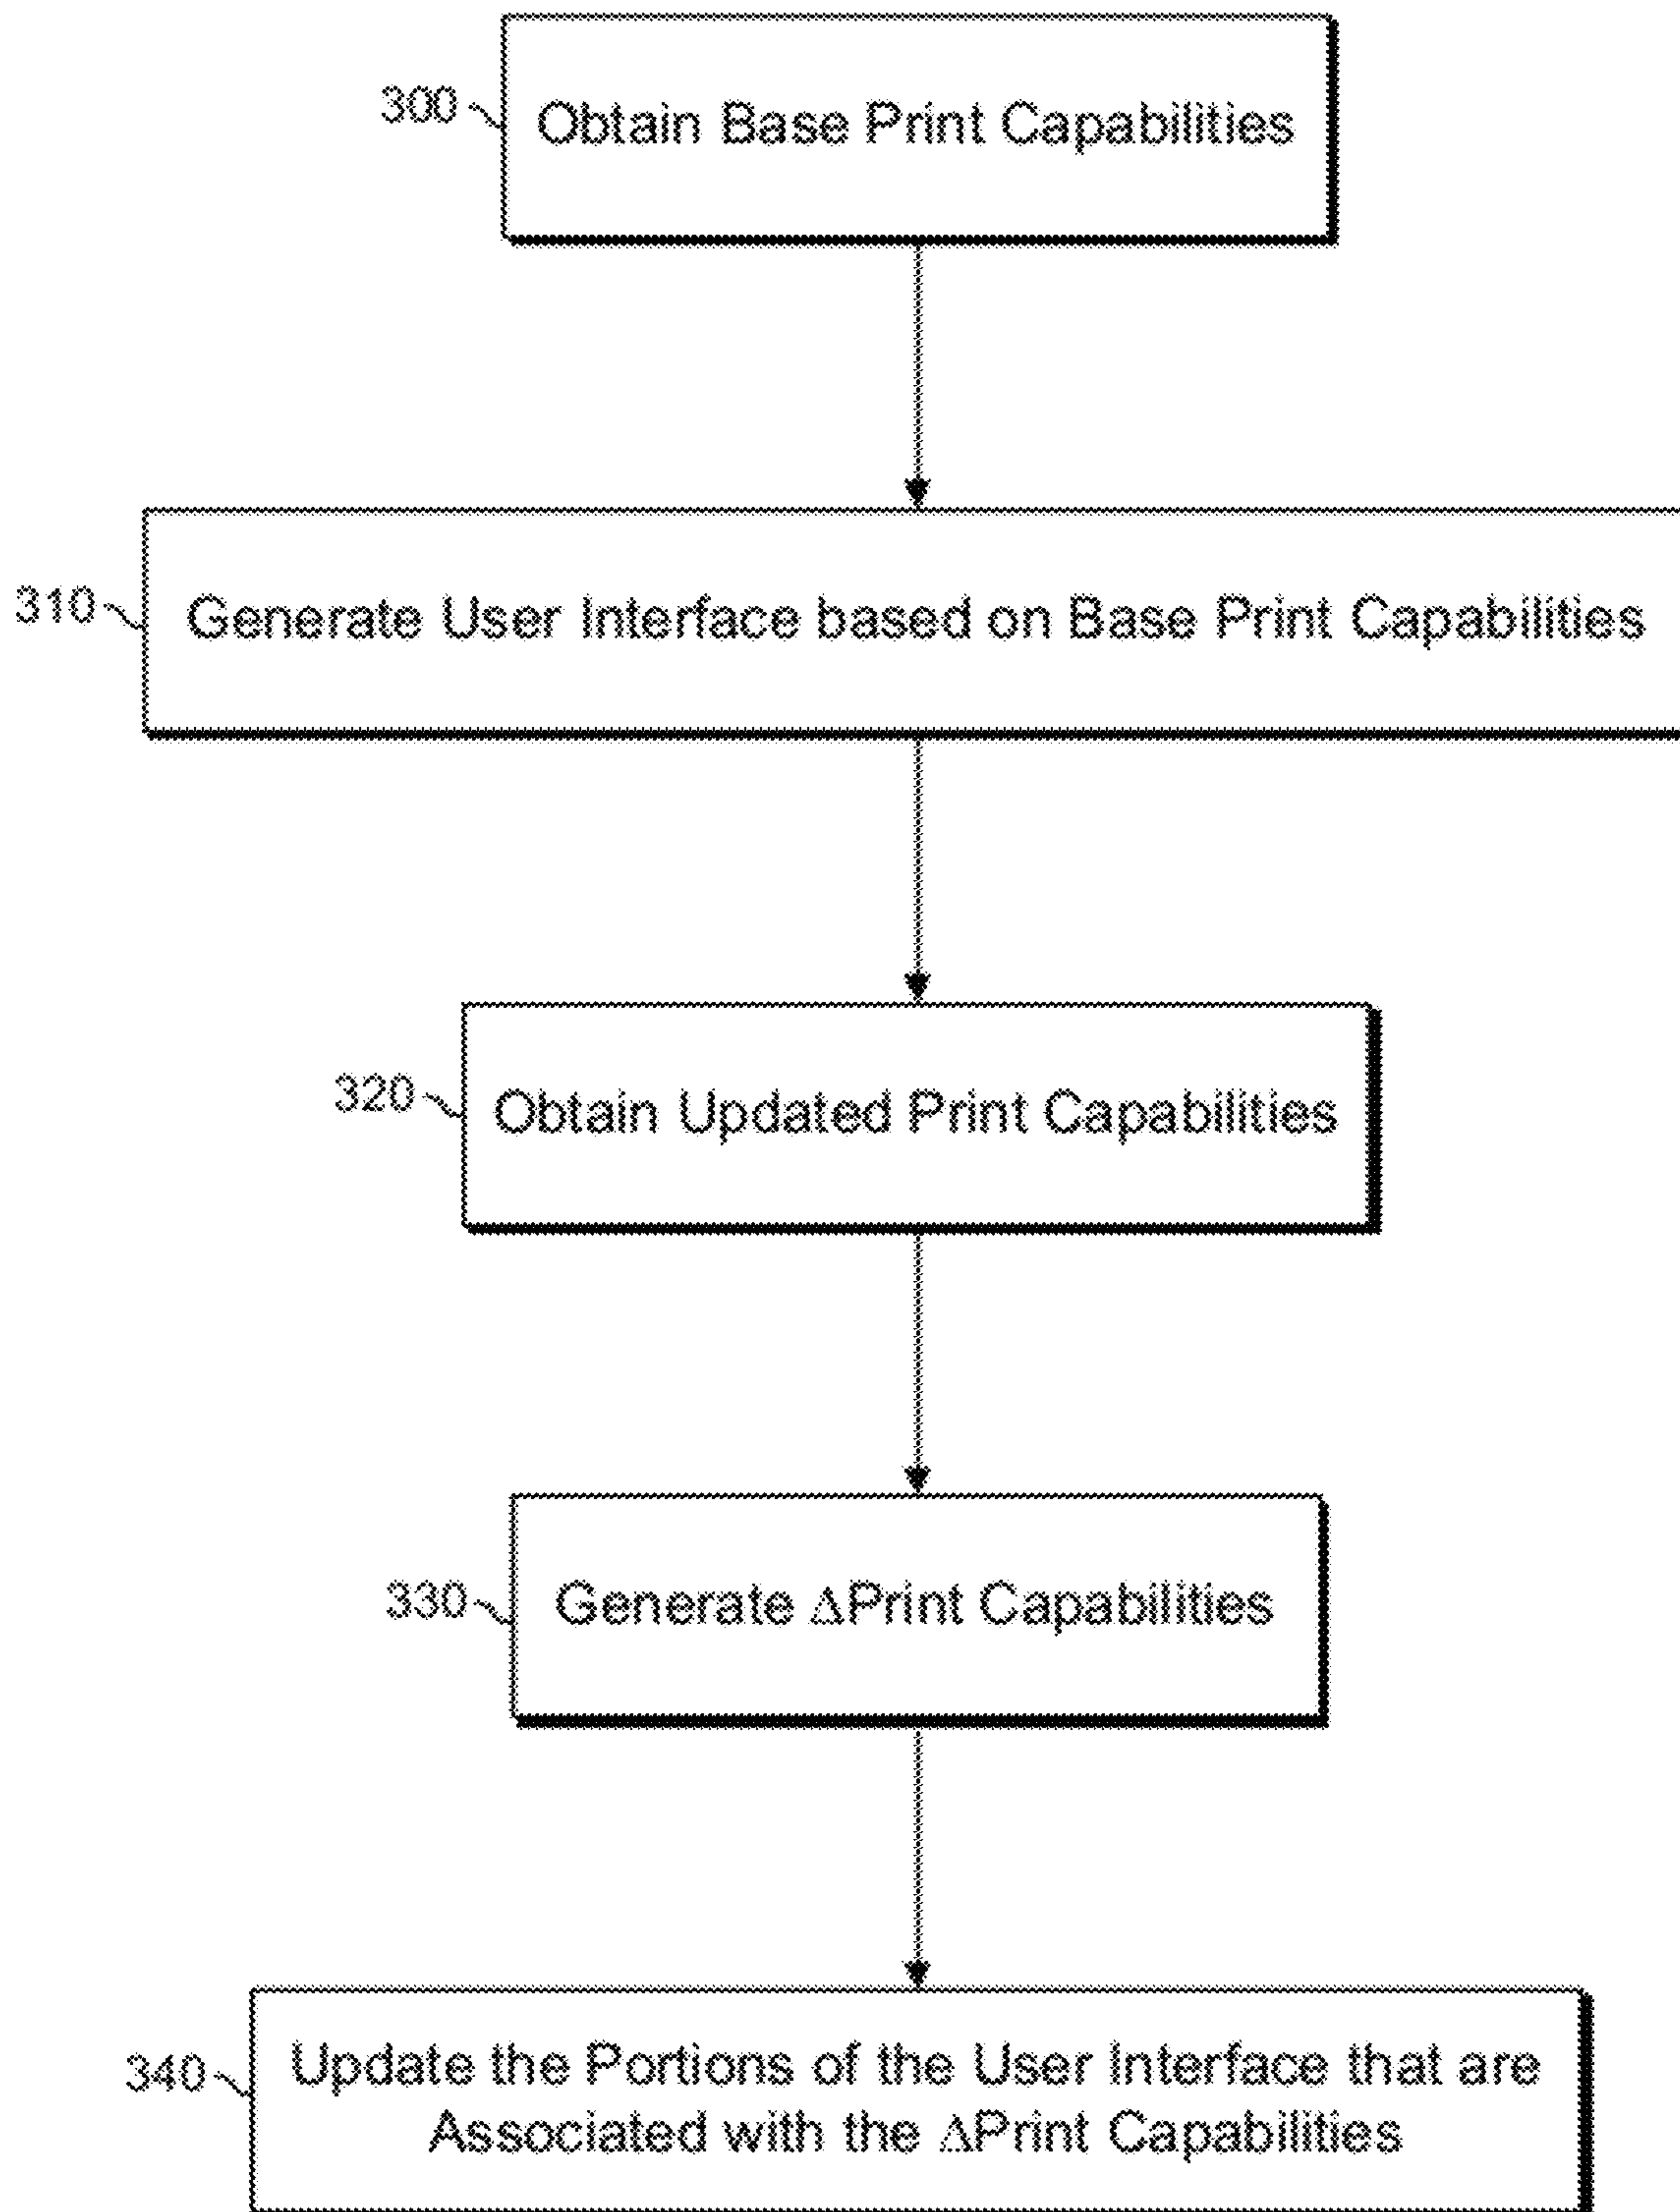 300
Obtain Base Print Capabilities
310
Generate User Interface based on Base Print Capabilities
320
Obtain Updated Print Capabilities
330
Generate ΔPrint Capabilities
340
Update the Portions of the User Interface that are
Associated with the ΔPrint Capabilities